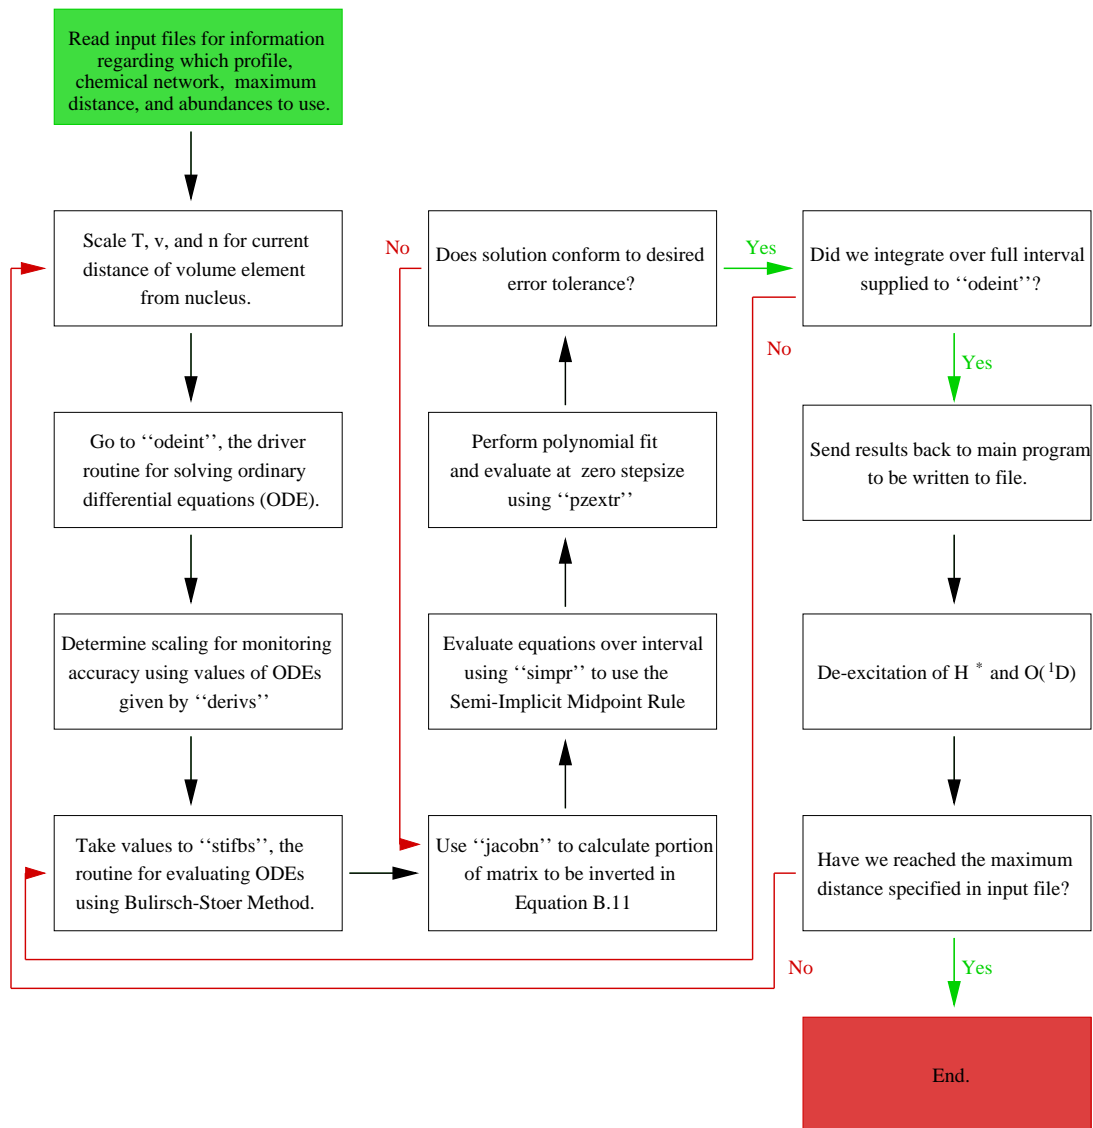 Read input files for information
regarding which profile,
chemical network, maximum
distance, and abundances to use.
Scale T, v, and n for current
distance of volume element
from nucleus.
Go to ‘‘odeint’’, the driver
routine for solving ordinary
differential equations (ODE).
Determine scaling for monitoring
accuracy using values of ODEs
given by ‘‘derivs’’
Take values to ‘‘stifbs’’, the
routine for evaluating ODEs
using Bulirsch-Stoer Method.
Use ‘‘jacobn’’ to calculate portion
of matrix to be inverted in
Equation B.11
Evaluate equations over interval
using ‘‘simpr’’ to use the
Semi-Implicit Midpoint Rule
Perform polynomial fit
and evaluate at zero stepsize
using ‘‘pzextr’’
Does solution conform to desired
error tolerance?
No
Yes
Did we integrate over full interval
supplied to ‘‘odeint’’?
No
Yes
Send results back to main program
to be written to file.
De-excitation of H * and O(1D)
Have we reached the maximum
distance specified in input file?
No
Yes
End.